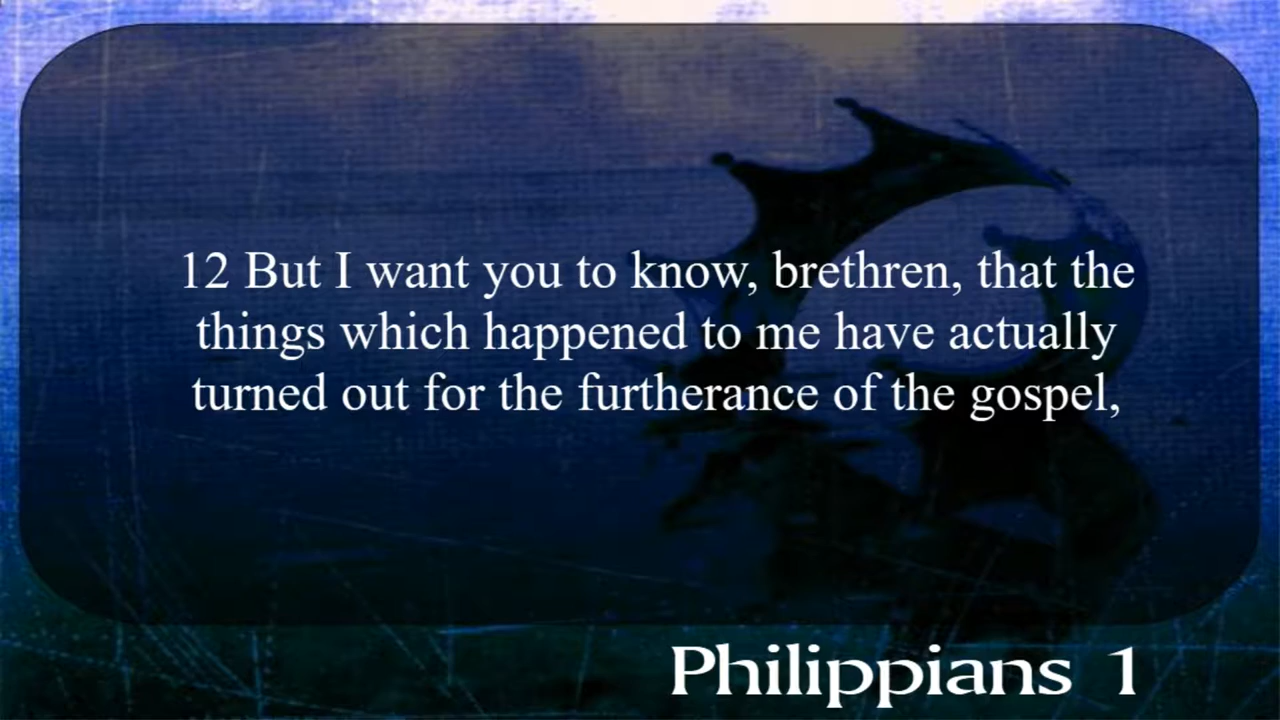 12 But I want you to know, brethren, that the
things which happened to me have actually
turned out for the furtherance of the gospel,
Philippians 1